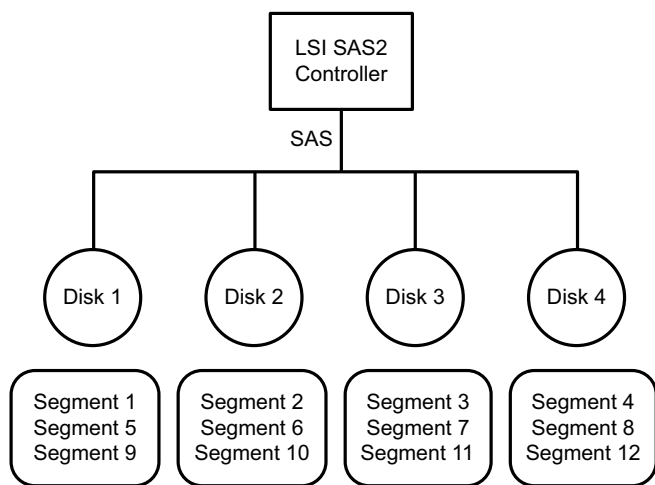 LSI SAS2
Controller
SAS
Disk 1
Disk 2
Disk 3
Disk 4
Segment 1
Segment 5
Segment 9
Segment 2
Segment 6
Segment 10
Segment 3
Segment 7
Segment 11
Segment 4
Segment 8
Segment 12